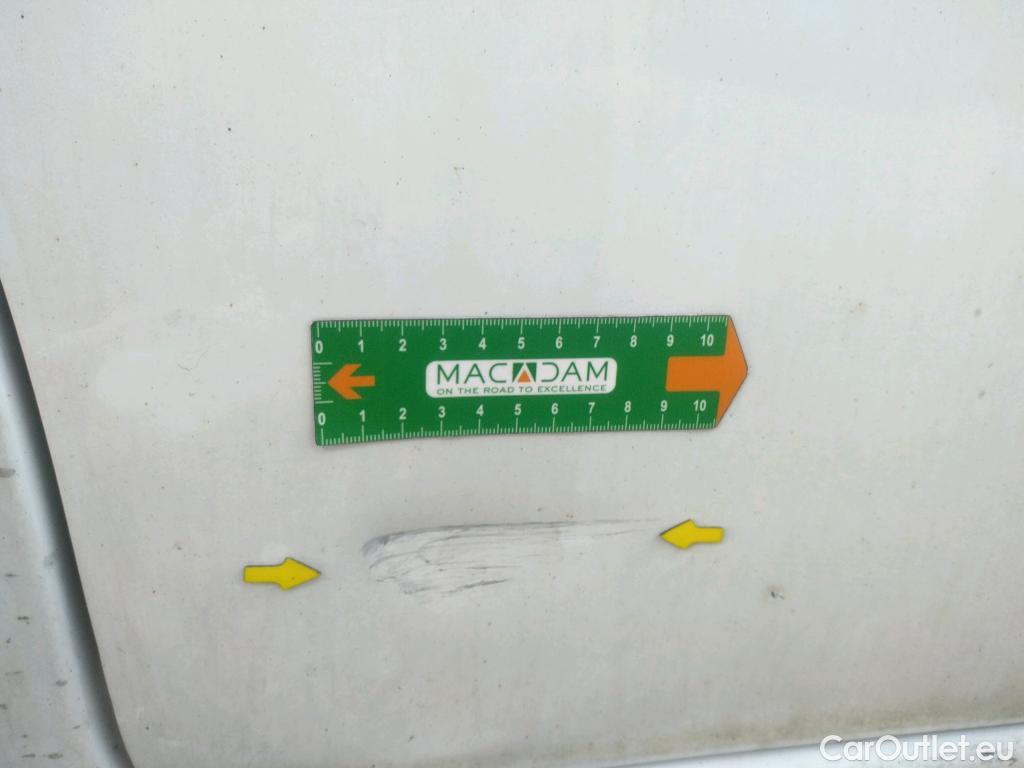 0 1 2 3 4 5 6 7 8 9 10
MACADAM
ON THE ROAD TO EXCELLENCE
0 1 2 3 4 5 6 7 8 9 10
CarOutlet.eu